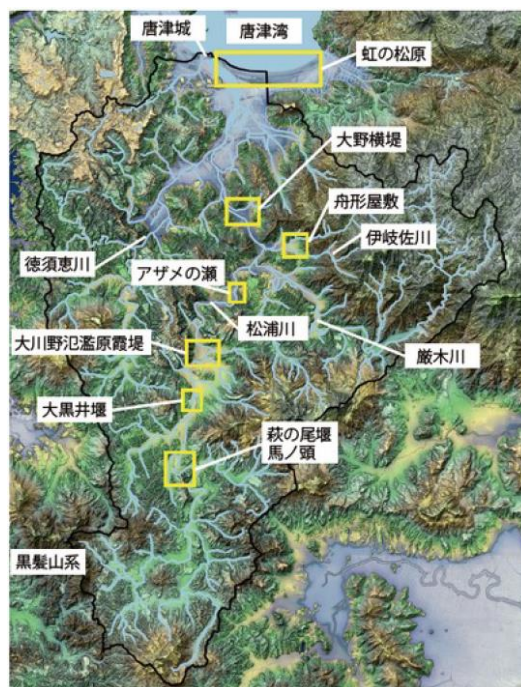 唐津城
唐津湾
虹の松原
大野横堤
舟形屋敷
伊岐佐川
徳須恵川
アザメの瀬
松浦川
厳木川
大川野氾濫原霞堤
大黒井堰
萩の尾堰
馬ノ頭
黒髪山系